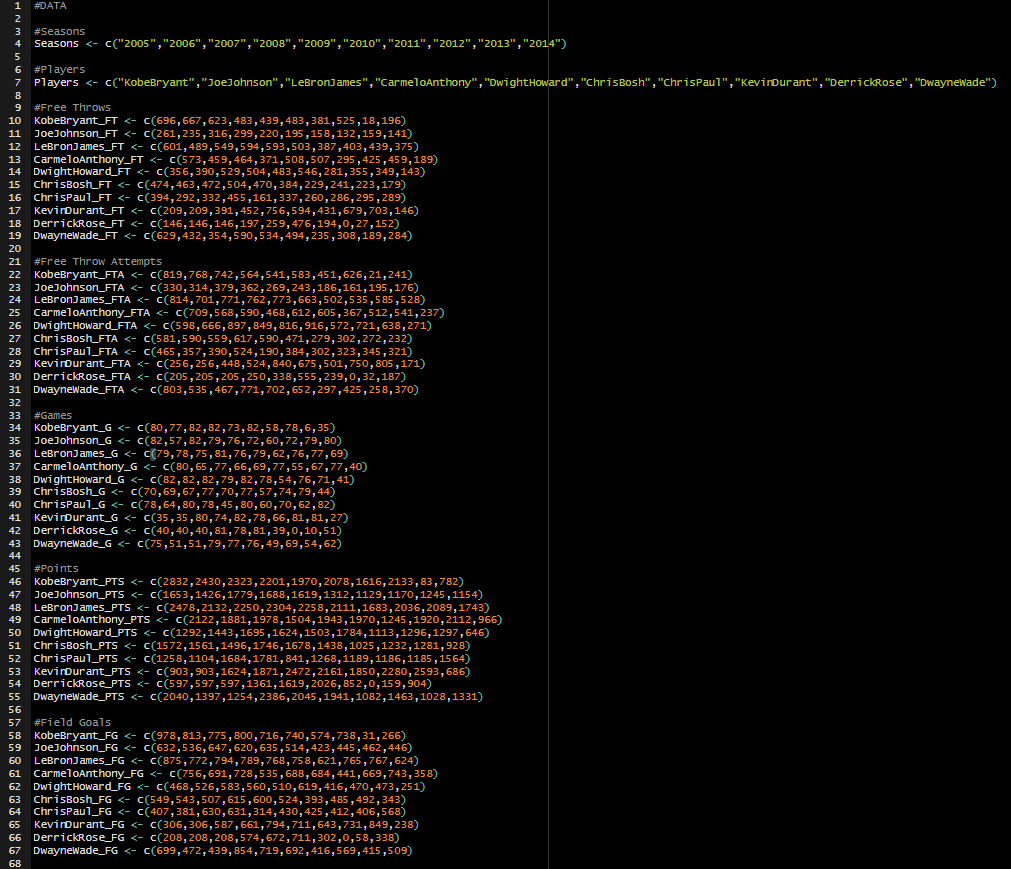 1 #DATA
2
3 #Seasons
4 Seasons <- c("2005","2006","2007","2008","2009","2010","2011","2012","2013","2014")
5
6 #Players
7 Players <- c("KobeBryant","JoeJohnson","LeBronJames","CarmeloAnthony","DwightHoward","ChrisBosh","ChrisPaul","KevinDurant","DerrickRose","DwayneWade")
8
9 #Free Throws
10 KobeBryant_FT <- c(696,667,623,483,439,483,381,525,18,196)
11 JoeJohnson_FT <- c(261,235,316,299,220,195,158,132,159,141)
12 LeBronJames_FT <- c(601,489,549,594,593,503,387,403,439,375)
13 CarmeloAnthony_FT <- c(573,459,464,371,508,507,295,425,459,189)
14 DwightHoward_FT <- c(356,390,529,504,483,546,281,355,349,143)
15 ChrisBosh_FT <- c(474,463,472,504,470,384,229,241,223,179)
16 ChrisPaul_FT <- c(394,292,332,455,161,337,260,286,295,289)
17 KevinDurant_FT <- c(209,209,391,452,756,594,431,679,703,146)
18 DerrickRose_FT <- c(146,146,146,197,259,476,194,0,27,152)
19 DwayneWade_FT <- c(629,432,354,590,534,494,235,308,189,284)
20
21 #Free Throw Attempts
22 KobeBryant_FTA <- c(819,768,742,564,541,583,451,626,21,241)
23 JoeJohnson_FTA <- c(330,314,379,362,269,243,186,161,195,176)
24 LeBronJames_FTA <- c(814,701,771,762,773,663,502,535,585,528)
25 CarmeloAnthony_FTA <- c(709,568,590,468,612,605,367,512,541,237)
26 DwightHoward_FTA <- c(598,666,897,849,816,916,572,721,638,271)
27 ChrisBosh_FTA <- c(581,590,559,617,590,471,279,302,272,232)
28 ChrisPaul_FTA <- c(465,357,390,524,190,384,302,323,345,321)
29 KevinDurant_FTA <- c(256,256,448,524,840,675,501,750,805,171)
30 DerrickRose_FTA <- c(205,205,205,250,338,555,239,0,32,187)
31 DwayneWade_FTA <- c(803,535,467,771,702,652,297,425,258,370)
32
33 #Games
34 KobeBryant_G <- c(80,77,82,82,73,82,58,78,6,35)
35 JoeJohnson_G <- c(82,57,82,79,76,72,60,72,79,80)
36 LeBronJames_G <- c(79,78,75,81,76,79,62,76,77,69)
37 CarmeloAnthony_G <- c(80,65,77,66,69,77,55,67,77,40)
38 DwightHoward_G <- c(82,82,82,79,82,78,54,76,71,41)
39 ChrisBosh_G <- c(70,69,67,77,70,77,57,74,79,44)
40 ChrisPaul_G <- c(78,64,80,78,45,80,60,70,62,82)
41 KevinDurant_G <- c(35,35,80,74,82,78,66,81,81,27)
42 DerrickRose_G <- c(40,40,40,81,78,81,39,0,10,51)
43 DwayneWade_G <- c(75,51,51,79,77,76,49,69,54,62)
44
45 #Points
46 KobeBryant_PTS <- c(2832,2430,2323,2201,1970,2078,1616,2133,83,782)
47 JoeJohnson_PTS <- c(1653,1426,1779,1688,1619,1312,1129,1170,1245,1154)
48 LeBronJames_PTS <- c(2478,2132,2250,2304,2258,2111,1683,2036,2089,1743)
49 CarmeloAnthony_PTS <- c(2122,1881,1978,1504,1943,1970,1245,1920,2112,966)
50 DwightHoward_PTS <- c(1292,1443,1695,1624,1503,1784,1113,1296,1297,646)
51 ChrisBosh_PTS <- c(1572,1561,1496,1746,1678,1438,1025,1232,1281,928)
52 ChrisPaul_PTS <- c(1258,1104,1684,1781,841,1268,1189,1186,1185,1564)
53 KevinDurant_PTS <- c(903,903,1624,1871,2472,2161,1850,2280,2593,686)
54 DerrickRose_PTS <- c(597,597,597,1361,1619,2026,852,0,159,904)
55 DwayneWade_PTS <- c(2040,1397,1254,2386,2045,1941,1082,1463,1028,1331)
56
57 #Field Goals
58 KobeBryant_FG <- c(978,813,775,800,716,740,574,738,31,266)
59 JoeJohnson_FG <- c(632,536,647,620,635,514,423,445,462,446)
60 LeBronJames_FG <- c(875,772,794,789,768,758,621,765,767,624)
61 CarmeloAnthony_FG <- c(756,691,728,535,688,684,441,669,743,358)
62 DwightHoward_FG <- c(468,526,583,560,510,619,416,470,473,251)
63 ChrisBosh_FG <- c(549,543,507,615,600,524,393,485,492,343)
64 ChrisPaul_FG <- c(407,381,630,631,314,430,425,412,406,568)
65 KevinDurant_FG <- c(306,306,587,661,794,711,643,731,849,238)
66 DerrickRose_FG <- c(208,208,208,574,672,711,302,0,58,338)
67 DwayneWade_FG <- c(699,472,439,854,719,692,416,569,415,509)
68